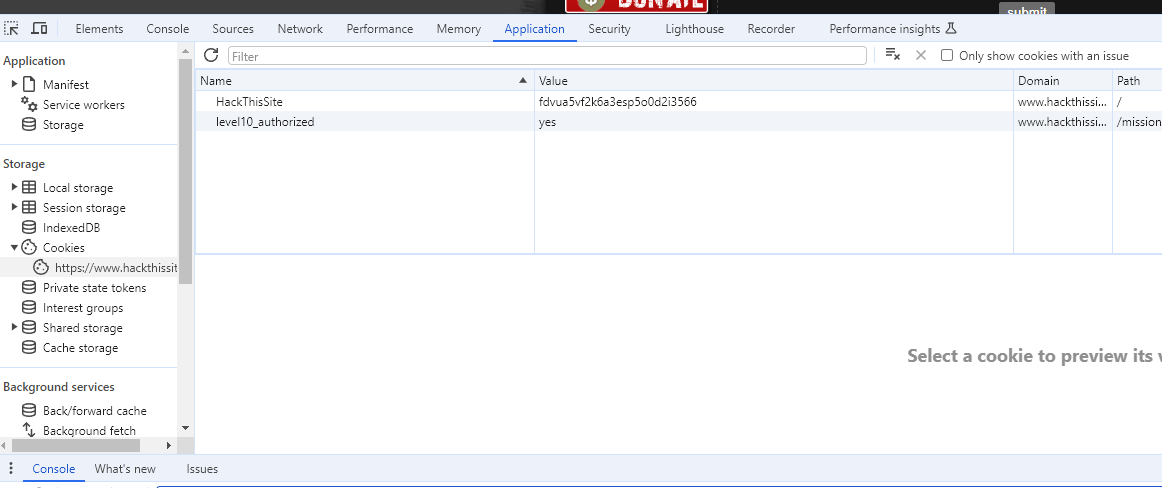 DONATE
submit
Elements Console Sources Network Performance Memory Application Security Lighthouse Recorder Performance insights
Application
Manifest
Service workers
Storage
Storage
Local storage
Session storage
IndexedDB
Cookies
https://www.hackthissit
Private state tokens
Interest groups
Shared storage
Cache storage
Background services
Back/forward cache
Background fetch
Filter
Only show cookies with an issue
Name Value Domain Path
HackThisSite fdvua5vf2k6a3esp5o0d2i3566 www.hackthissi... /
level10_authorized yes www.hackthissi... /mission
Select a cookie to preview its v
Console What's new Issues